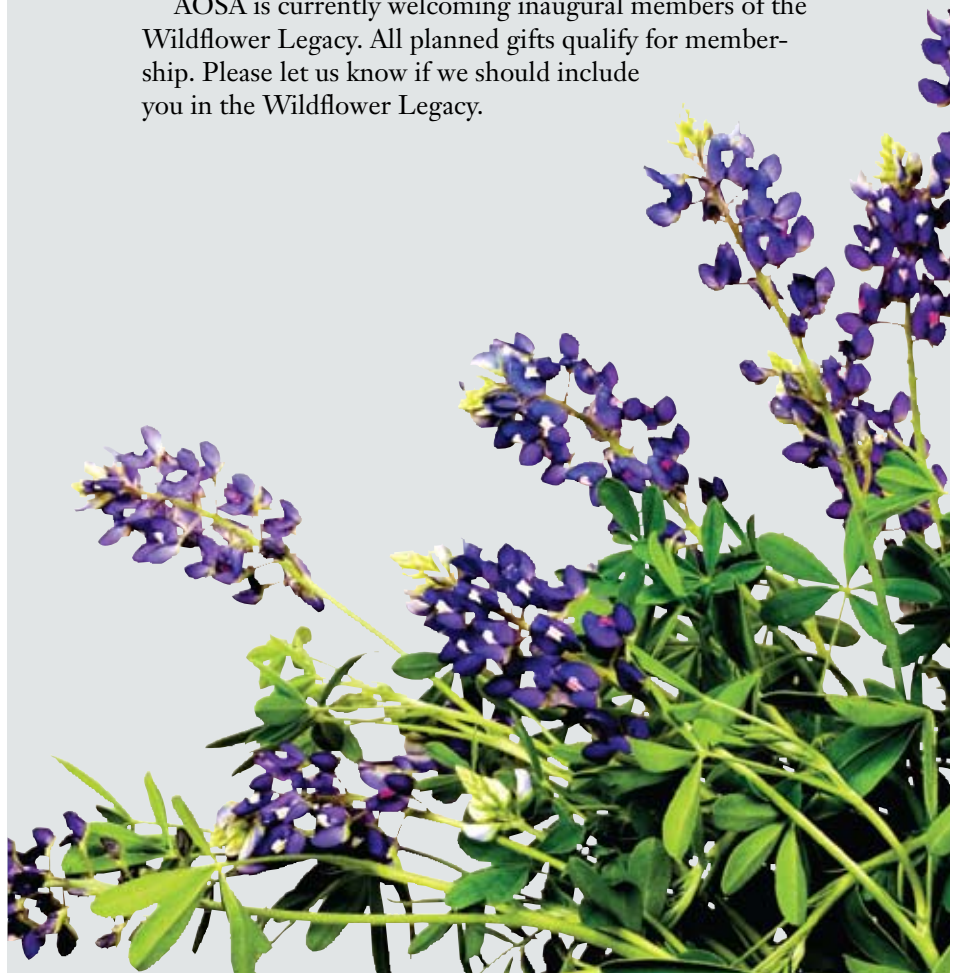 AOSA is currently welcoming inaugural members of the
Wildflower Legacy. All planned gifts qualify for member-
ship. Please let us know if we should include
you in the Wildflower Legacy.